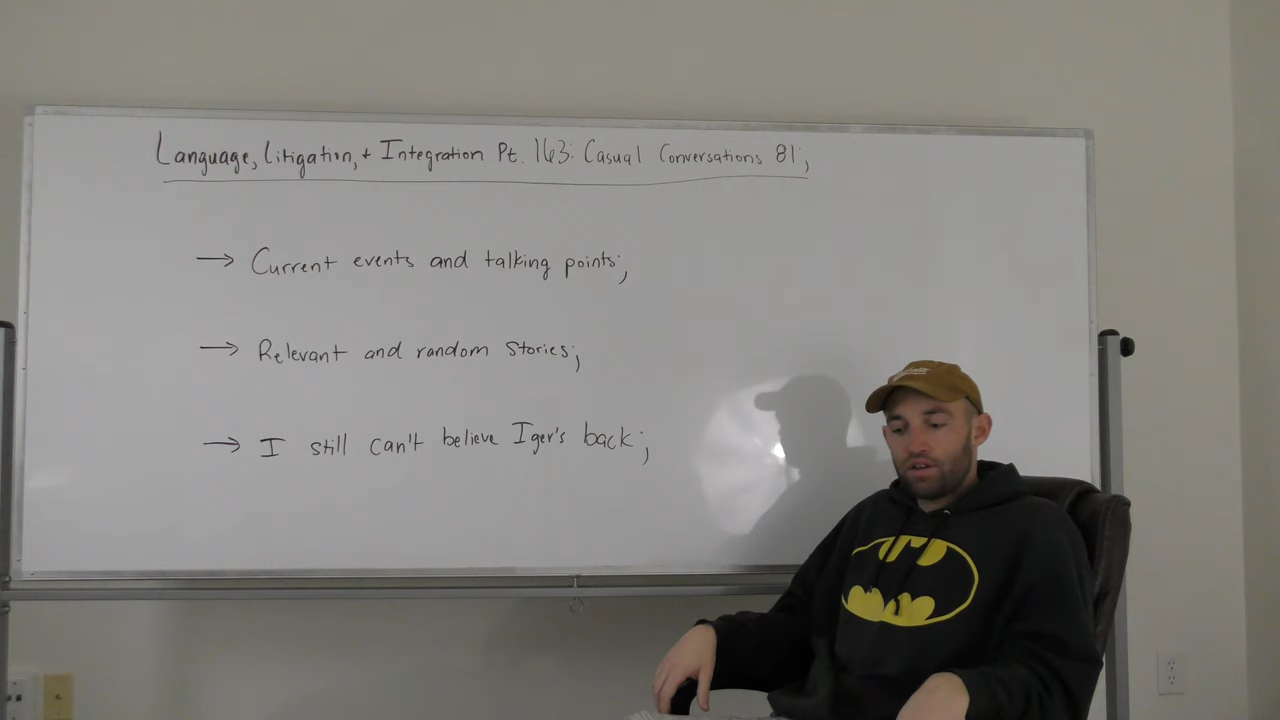 Language, Litigation, + Integration Pt. 163: Casual Conversations 81;
→ Current events and talking points;
→ Relevant and random stories;
→ I still can't believe Iger's back;